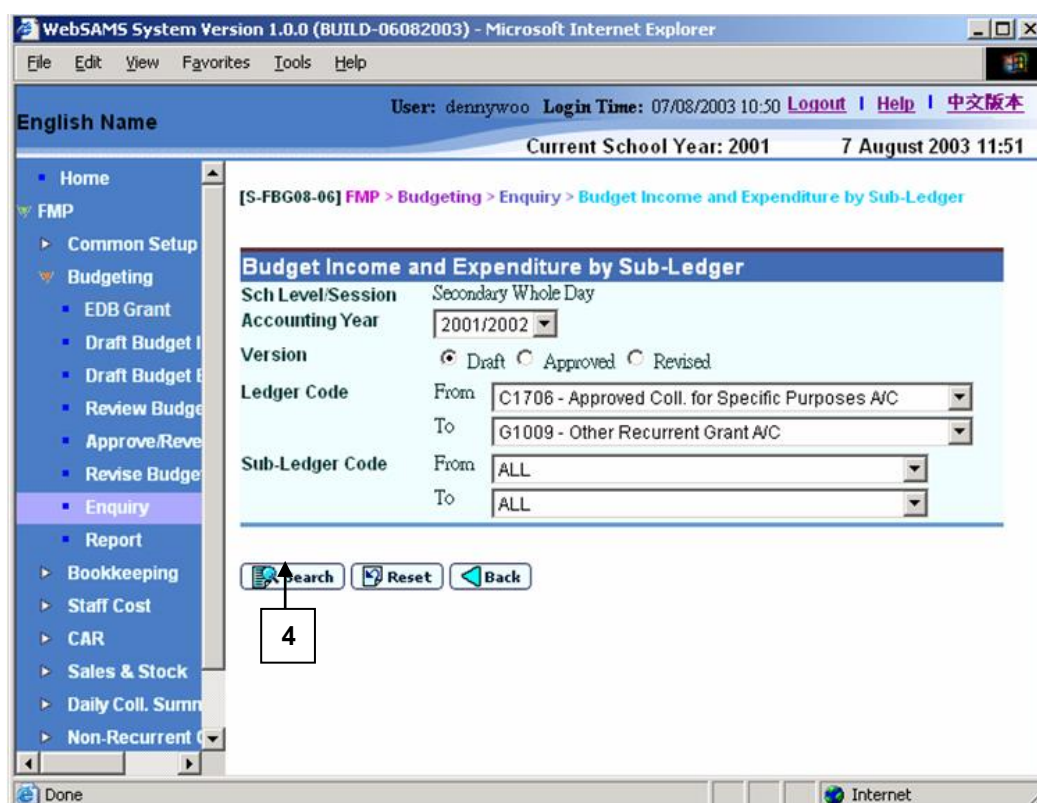 WebSAMS System Version 1.0.0 (BUILD-06082003) - Microsoft Internet Explorer
File Edit View Favorites Tools Help
English Name
User: dennywoo Login Time: 07/08/2003 10:50 Logout | Help | 中文版本
Current School Year: 2001 7 August 2003 11:51
Home
FMP
Common Setup
Budgeting
EDB Grant
Draft Budget I
Draft Budget E
Review Budge
Approve/Reve
Revise Budge
Enquiry
Report
Bookkeeping
Staff Cost
CAR
Sales & Stock
Daily Coll. Summ
Non-Recurrent
[S-FBG08-06] FMP > Budgeting > Enquiry > Budget Income and Expenditure by Sub-Ledger
Budget Income and Expenditure by Sub-Ledger
Sch Level/Session Secondary Whole Day
Accounting Year 2001/2002
Version Draft Approved Revised
Ledger Code From C1706 - Approved Coll. for Specific Purposes A/C
To G1009 - Other Recurrent Grant A/C
Sub-Ledger Code From ALL
To ALL
Search Reset Back
4
Done Internet